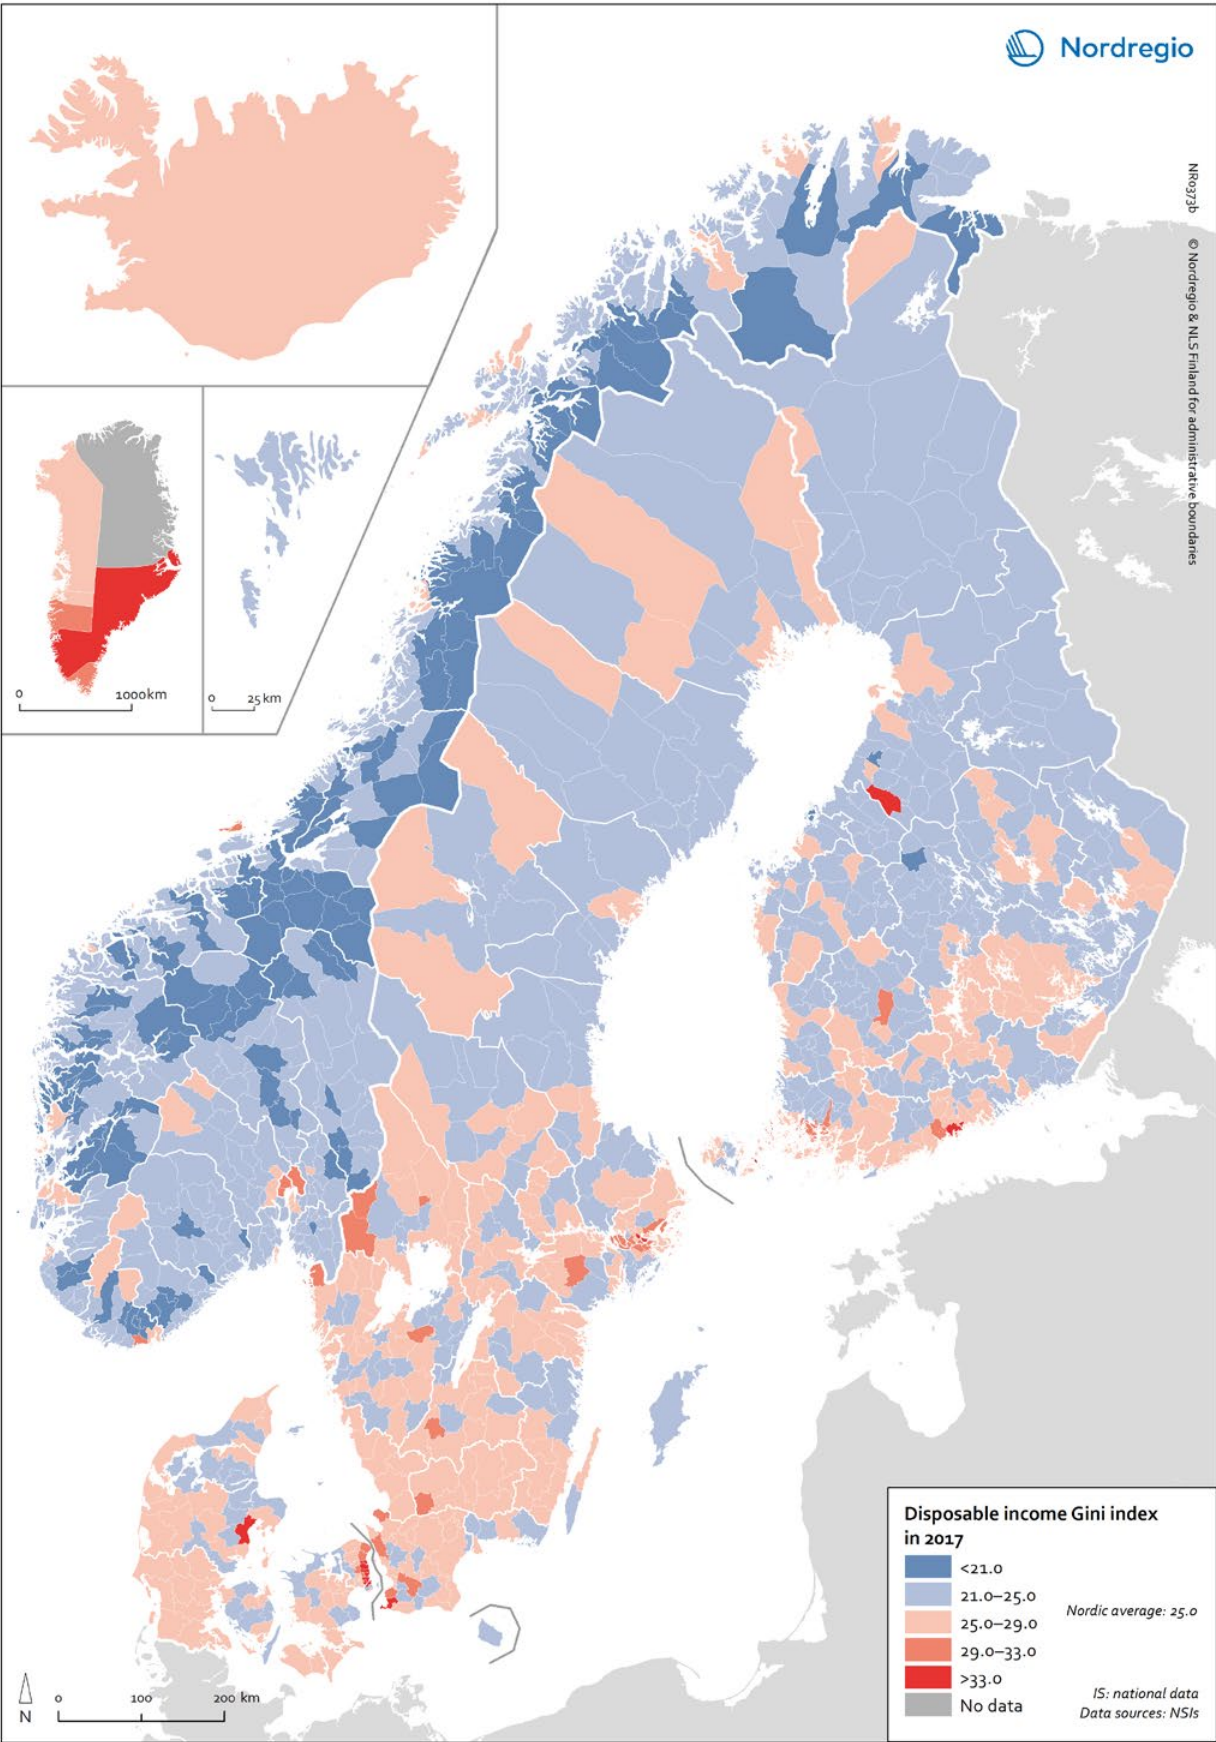 Nordregio
NR0373b © Nordregio & NLS Finland for administrative boundaries
0 1000km
0 25 km
Disposable income Gini index
in 2017
<21.0
21.0–25.0
Nordic average: 25.0
25.0–29.0
29.0–33.0
>33.0
No data
IS: national data
Data sources: NSIs
N
0 100 200 km